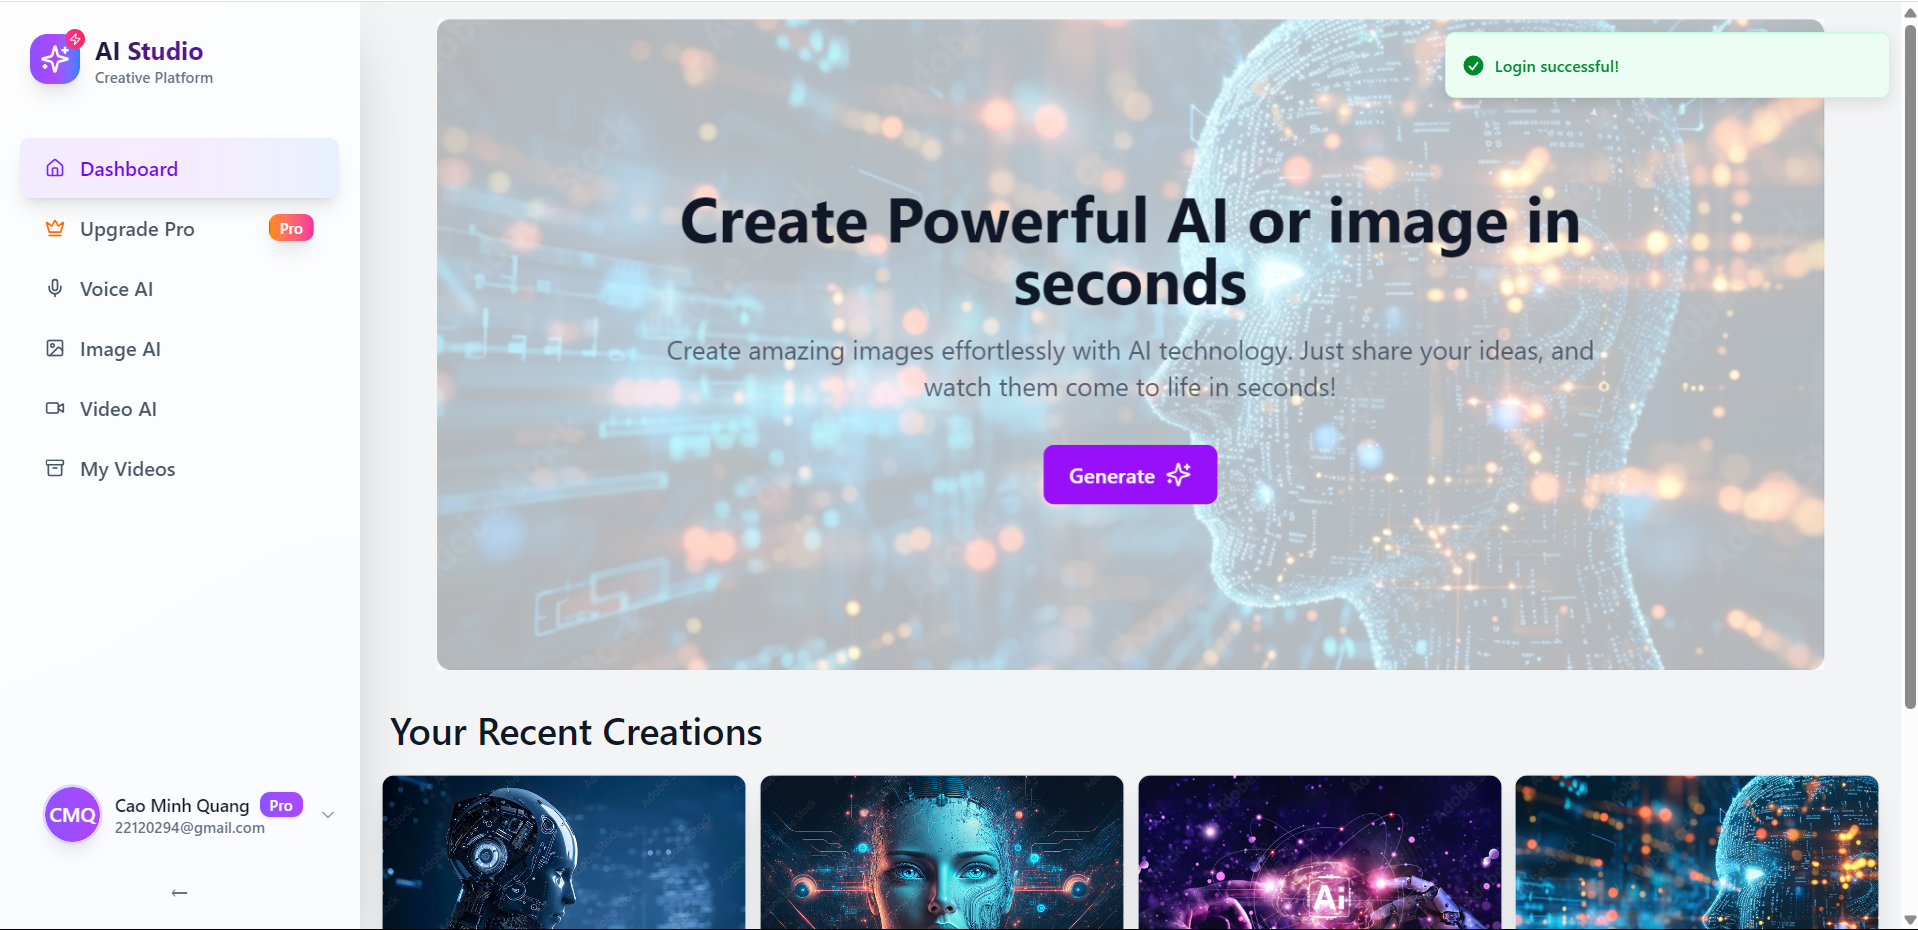 AI Studio
Creative Platform
Dashboard
Upgrade Pro
Pro
Voice AI
Image AI
Video AI
My Videos
CMQ
Cao Minh Quang
Pro
22120294@gmail.com
←
Login successful!
Create Powerful AI or image in
seconds
Create amazing images effortlessly with AI technology. Just share your ideas, and
watch them come to life in seconds!
Generate
Your Recent Creations
Ai